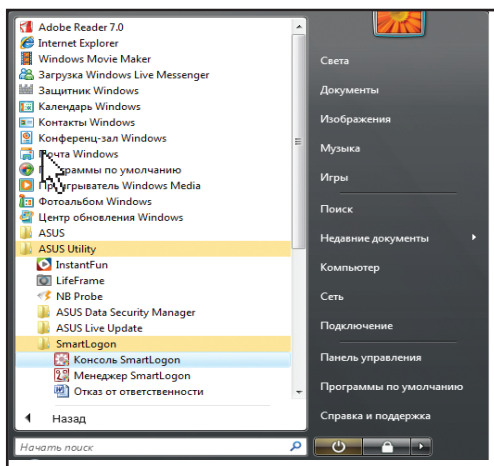 Adobe Reader 7.0
Internet Explorer
Windows Movie Maker
Загрузка Windows Live Messenger
Защитник Windows
Календарь Windows
Контакты Windows
Конференц-зал Windows
Почта Windows
Программы по умолчанию
Проигрыватель Windows Media
Фотоальбом Windows
Центр обновления Windows
ASUS
ASUS Utility
InstantFun
LifeFrame
NB Probe
ASUS Data Security Manager
ASUS Live Update
SmartLogon
Консоль SmartLogon
Менеджер SmartLogon
Отказ от ответственности
Назад
Начать поиск
Света
Документы
Изображения
Музыка
Игры
Поиск
Недавние документы
Компьютер
Сеть
Подключение
Панель управления
Программы по умолчанию
Справка и поддержка